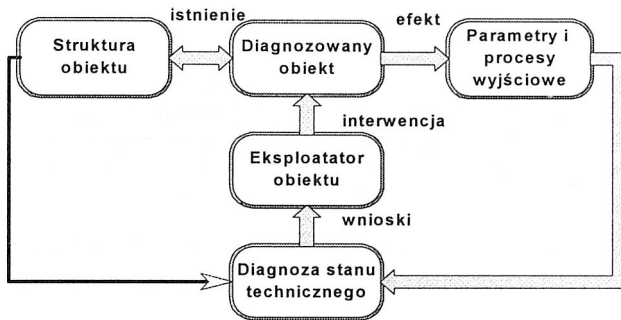 istnienie
efekt
Struktura
obiektu
Diagnozowany
obiekt
Parametry i
procesy
wyjściowe
interwencja
Eksploatator
obiektu
wnioski
Diagnoza stanu
technicznego